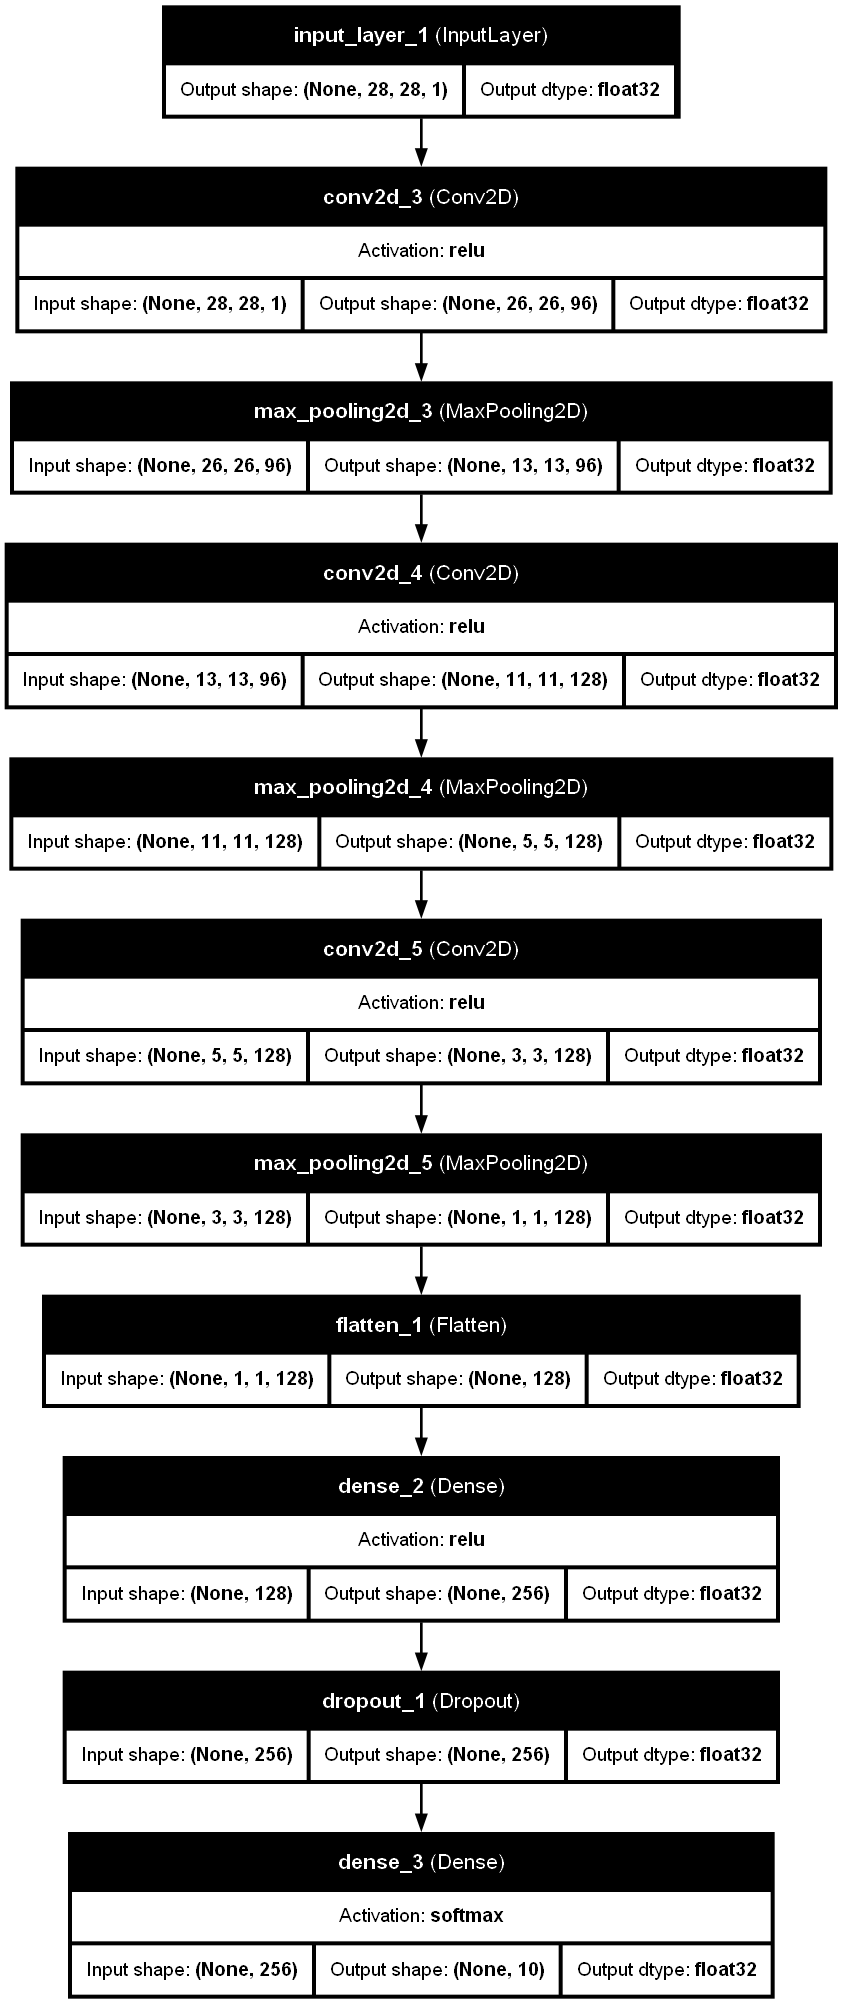 input_layer_1 (InputLayer)
Output shape: (None, 28, 28, 1) Output dtype: float32
conv2d_3 (Conv2D)
Activation: relu
Input shape: (None, 28, 28, 1) Output shape: (None, 26, 26, 96) Output dtype: float32
max_pooling2d_3 (MaxPooling2D)
Input shape: (None, 26, 26, 96) Output shape: (None, 13, 13, 96) Output dtype: float32
conv2d_4 (Conv2D)
Activation: relu
Input shape: (None, 13, 13, 96) Output shape: (None, 11, 11, 128) Output dtype: float32
max_pooling2d_4 (MaxPooling2D)
Input shape: (None, 11, 11, 128) Output shape: (None, 5, 5, 128) Output dtype: float32
conv2d_5 (Conv2D)
Activation: relu
Input shape: (None, 5, 5, 128) Output shape: (None, 3, 3, 128) Output dtype: float32
max_pooling2d_5 (MaxPooling2D)
Input shape: (None, 3, 3, 128) Output shape: (None, 1, 1, 128) Output dtype: float32
flatten_1 (Flatten)
Input shape: (None, 1, 1, 128) Output shape: (None, 128) Output dtype: float32
dense_2 (Dense)
Activation: relu
Input shape: (None, 128) Output shape: (None, 256) Output dtype: float32
dropout_1 (Dropout)
Input shape: (None, 256) Output shape: (None, 256) Output dtype: float32
dense_3 (Dense)
Activation: softmax
Input shape: (None, 256) Output shape: (None, 10) Output dtype: float32